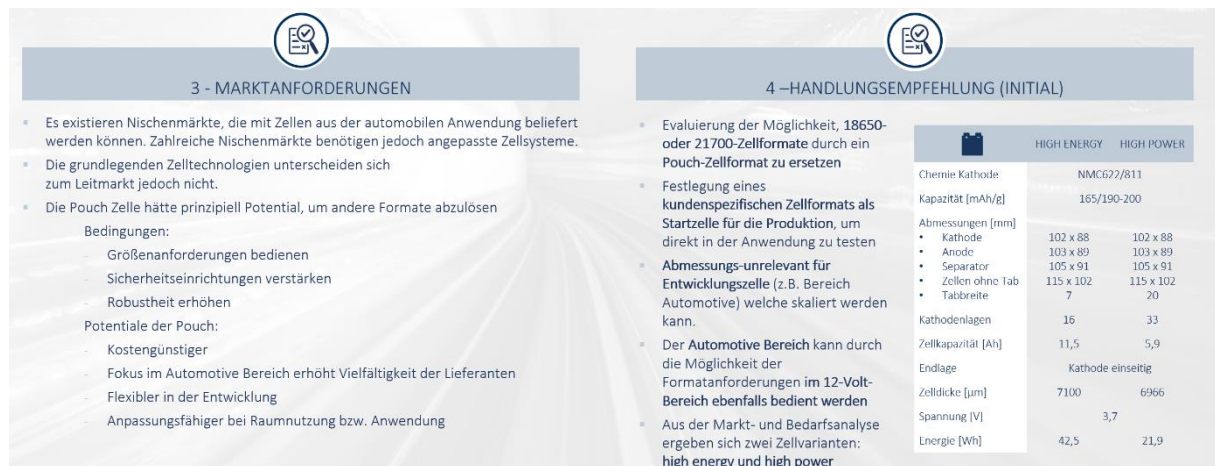 3 - MARKTANFORDERUNGEN
Es existieren Nischenmärkte, die mit Zellen aus der automobilen Anwendung beliefert
werden können. Zahlreiche Nischenmärkte benötigen jedoch angepasste Zellsysteme.
Die grundlegenden Zelltechnologien unterscheiden sich
zum Leitmarkt jedoch nicht.
Die Pouch Zelle hätte prinzipiell Potential, um andere Formate abzulösen
Bedingungen:
- Größenanforderungen bedienen
- Sicherheitseinrichtungen verstärken
- Robustheit erhöhen
Potentiale der Pouch:
- Kostengünstiger
- Fokus im Automotive Bereich erhöht Vielfältigkeit der Lieferanten
- Flexibler in der Entwicklung
- Anpassungsfähiger bei Raumnutzung bzw. Anwendung
4 –HANDLUNGSEMPFEHLUNG (INITIAL)
Evaluierung der Möglichkeit, 18650-
oder 21700-Zellformate durch ein
Pouch-Zellformat zu ersetzen
Festlegung eines
kundenspezifischen Zellformats als
Startzelle für die Produktion, um
direkt in der Anwendung zu testen
Abmessungs-unrelevant für
Entwicklungszelle (z.B. Bereich
Automotive) welche skaliert werden
kann.
Der Automotive Bereich kann durch
die Möglichkeit der
Formatanforderungen im 12-Volt-
Bereich ebenfalls bedient werden
Aus der Markt- und Bedarfsanalyse
ergeben sich zwei Zellvarianten:
high energy und high power
HIGH ENERGY HIGH POWER
Chemie Kathode NMC622/811
Kapazität [mAh/g] 165/190-200
Abmessungen [mm]
• Kathode 102 x 88 102 x 88
• Anode 103 x 89 103 x 89
• Separator 105 x 91 105 x 91
• Zellen ohne Tab 115 x 102 115 x 102
• Tabbreite 7 20
Kathodenlagen 16 33
Zellkapazität [Ah] 11,5 5,9
Endlage Kathode einseitig
Zelldicke [µm] 7100 6966
Spannung [V] 3,7
Energie [Wh] 42,5 21,9